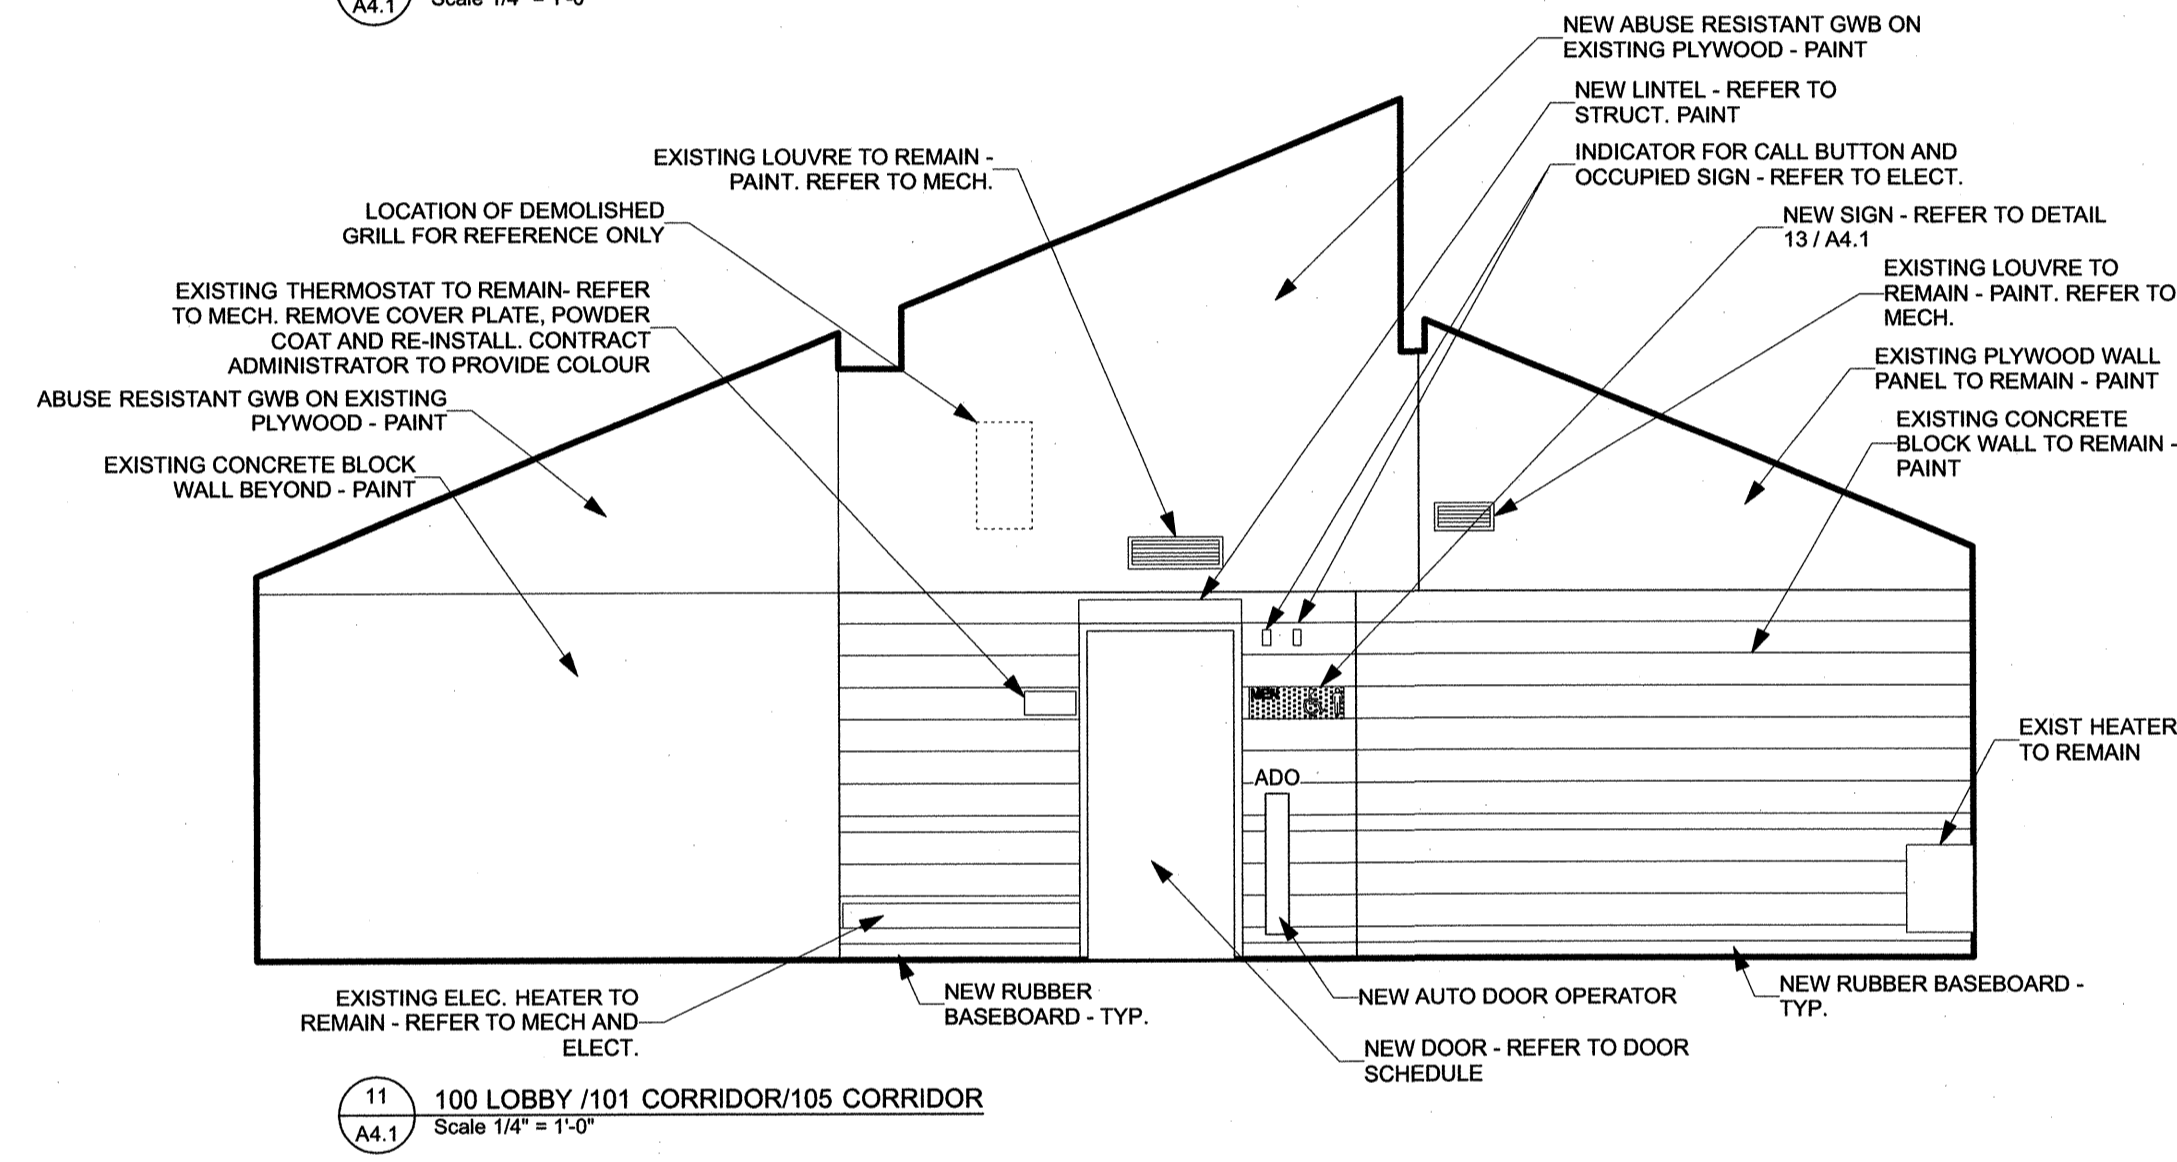 A4.1
Scale 1/4" = 1'-0"
NEW ABUSE RESISTANT GWB ON
EXISTING PLYWOOD - PAINT
NEW LINTEL - REFER TO
STRUCT. PAINT
EXISTING LOUVRE TO REMAIN -
PAINT. REFER TO MECH.
INDICATOR FOR CALL BUTTON AND
OCCUPIED SIGN - REFER TO ELECT.
LOCATION OF DEMOLISHED
GRILL FOR REFERENCE ONLY
NEW SIGN - REFER TO DETAIL
13 / A4.1
EXISTING THERMOSTAT TO REMAIN- REFER
TO MECH. REMOVE COVER PLATE, POWDER
COAT AND RE-INSTALL. CONTRACT
ADMINISTRATOR TO PROVIDE COLOUR
EXISTING LOUVRE TO
REMAIN - PAINT. REFER TO
MECH.
EXISTING PLYWOOD WALL
PANEL TO REMAIN - PAINT
ABUSE RESISTANT GWB ON EXISTING
PLYWOOD - PAINT
EXISTING CONCRETE
BLOCK WALL TO REMAIN -
PAINT
EXISTING CONCRETE BLOCK
WALL BEYOND - PAINT
MEN
EXIST HEATER
TO REMAIN
ADO
EXISTING ELEC. HEATER TO
REMAIN - REFER TO MECH AND
ELECT.
NEW RUBBER
BASEBOARD - TYP.
NEW AUTO DOOR OPERATOR
NEW RUBBER BASEBOARD -
TYP.
NEW DOOR - REFER TO DOOR
SCHEDULE
11
A4.1
100 LOBBY /101 CORRIDOR/105 CORRIDOR
Scale 1/4" = 1'-0"